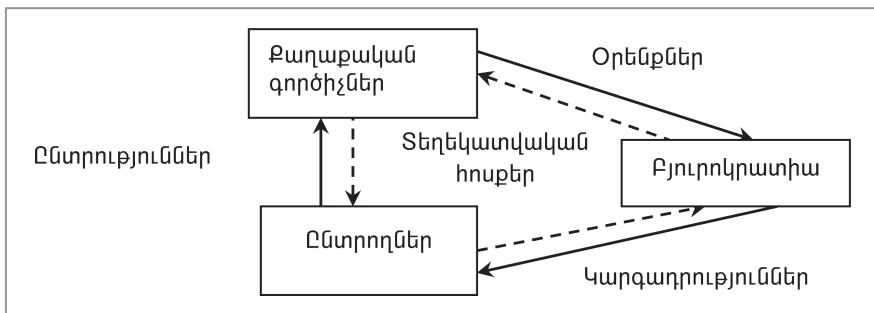 Քաղաքական
գործիչներ
Օրենքներ
Ընտրություններ
Տեղեկատվական
հոսքեր
Բյուրոկրատիա
Ընտրողներ
Կարգադրություններ